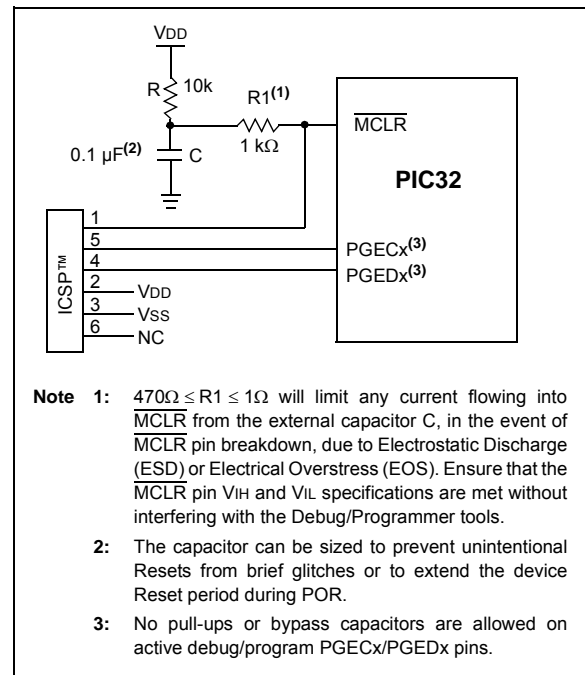 VDD
R 10k
R1(1)
MCLR
0.1 µF(2) C
1 kΩ
PIC32
1
5 PGECx(3)
4 PGEDx(3)
2 VDD
3 VSS
6 NC
ICSP™
Note 1: 470Ω ≤ R1 ≤ 1Ω will limit any current flowing into
MCLR from the external capacitor C, in the event of
MCLR pin breakdown, due to Electrostatic Discharge
(ESD) or Electrical Overstress (EOS). Ensure that the
MCLR pin VIH and VIL specifications are met without
interfering with the Debug/Programmer tools.
2: The capacitor can be sized to prevent unintentional
Resets from brief glitches or to extend the device
Reset period during POR.
3: No pull-ups or bypass capacitors are allowed on
active debug/program PGECx/PGEDx pins.